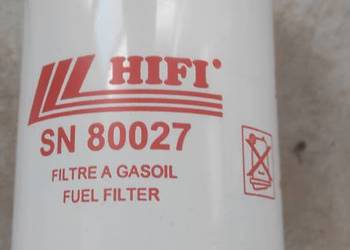 HIFI
SN 80027
FILTRE A GASOIL
FUEL FILTER